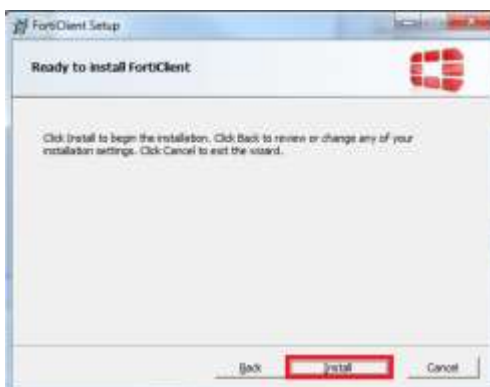 FortiClient Setup
Ready to install FortiClient
Click Install to begin the installation. Click Back to review or change any of your
installation settings. Click Cancel to exit the wizard.
Back
Install
Cancel